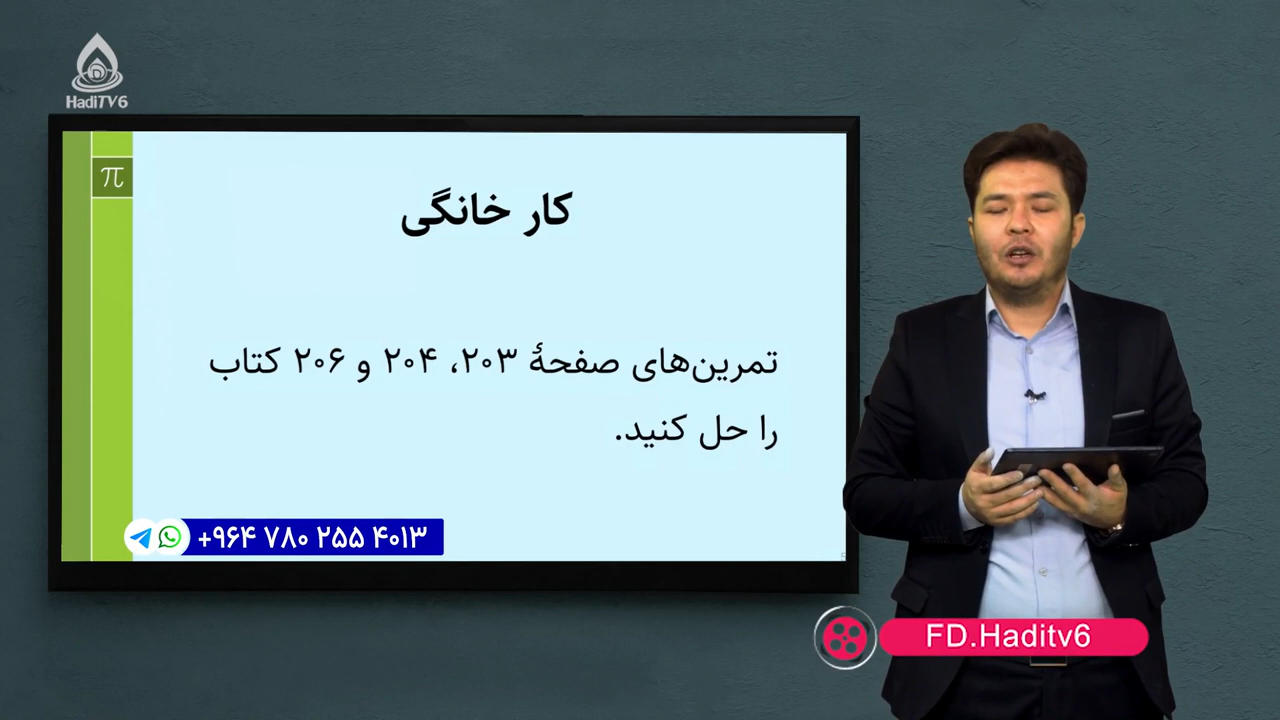 HadiTV6
π
کار خانگی
تمرین‌های صفحهٔ ۲۰۳، ۲۰۴ و ۲۰۶ کتاب
را حل کنید.
+۹۶۴ ۷۸۰ ۲۵۵ ۴۰۱۳
FD.Haditv6